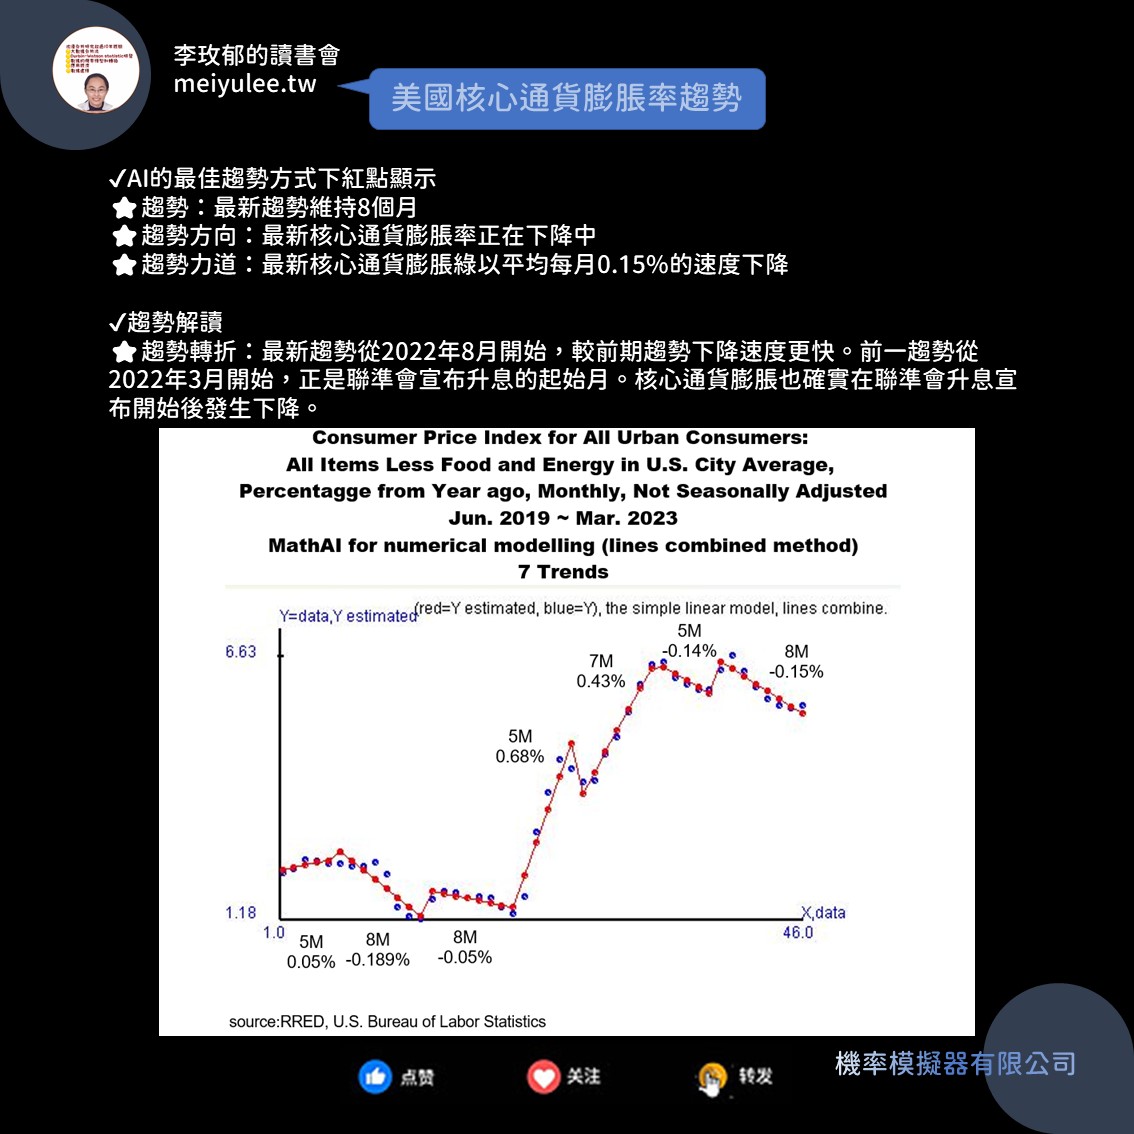 李玫郁的讀書會
meiyulee.tw
美國核心通貨膨脹率趨勢
✓AI的最佳趨勢方式下紅點顯示
★趨勢：最新趨勢維持8個月
★趨勢方向：最新核心通貨膨脹率正在下降中
★趨勢力道：最新核心通貨膨脹綠以平均每月0.15%的速度下降
✓趨勢解讀
★趨勢轉折：最新趨勢從2022年8月開始，較前期趨勢下降速度更快。前一趨勢從
2022年3月開始，正是聯準會宣布升息的起始月。核心通貨膨脹也確實在聯準會升息宣
布開始後發生下降。
Consumer Price Index for All Urban Consumers:
All Items Less Food and Energy in U.S. City Average,
Percentagge from Year ago, Monthly, Not Seasonally Adjusted
Jun. 2019 ~ Mar. 2023
MathAI for numerical modelling (lines combined method)
7 Trends
Y=data,Y estimated
(red=Y estimated, blue=Y), the simple linear model, lines combine.
6.63
5M
-0.14%
8M
-0.15%
7M
0.43%
5M
0.68%
1.18
X,data
1.0
46.0
5M
0.05%
8M
-0.189%
8M
-0.05%
source:RRED, U.S. Bureau of Labor Statistics
机率模擬器有限公司
点赞
关注
转发